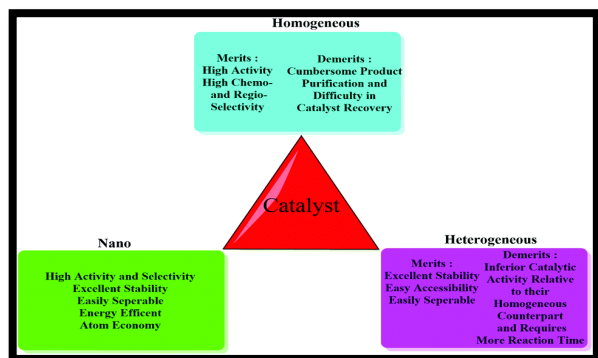 Homogeneous
Merits :
High Activity
High Chemo-
and Regio-
Selectivity
Demerits :
Cumbersome Product
Purification and
Difficulty in
Catalyst Recovery
Catalyst
Nano
High Activity and Selectivity
Excellent Stability
Easily Seperable
Energy Efficent
Atom Economy
Heterogeneous
Merits :
Excellent Stability
Easy Accessibility
Easily Seperable
Demerits :
Inferior Catalytic
Activity Relative
to their
Homogeneous
Counterpart
and Requires
More Reaction Time